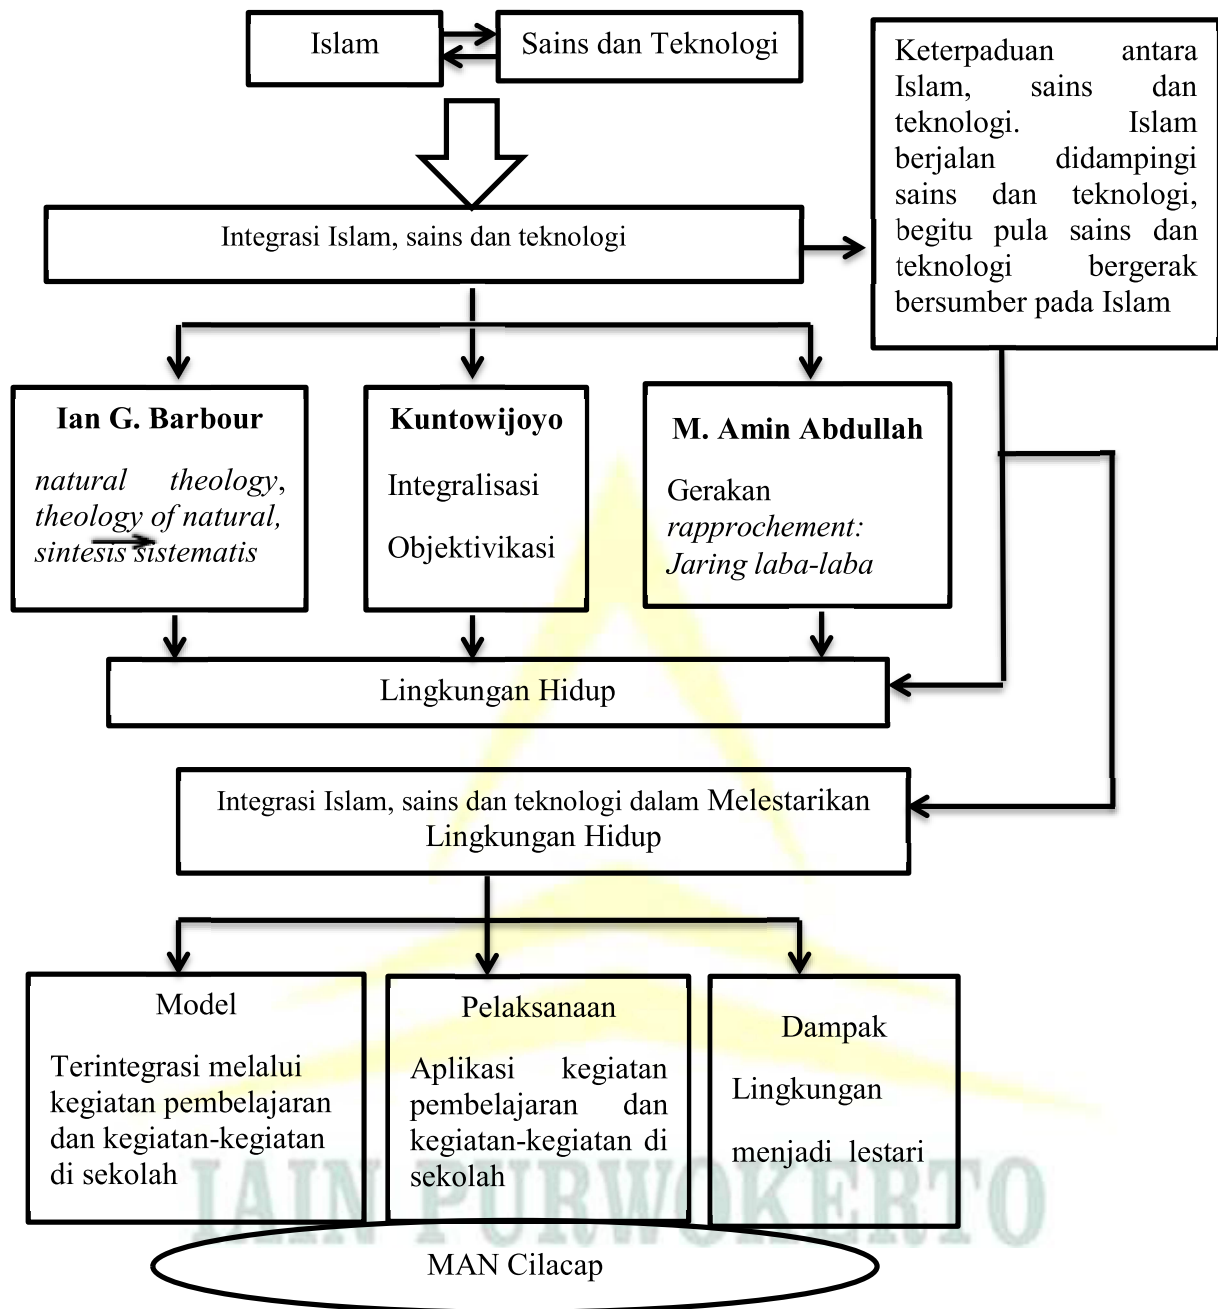 Islam
Sains dan Teknologi
Keterpaduan antara
Islam, sains dan
teknologi. Islam
berjalan didampingi
sains dan teknologi,
begitu pula sains dan
teknologi bergerak
bersumber pada Islam
Integrasi Islam, sains dan teknologi
Ian G. Barbour
natural theology,
theology of natural,
sintesis sistematis
Kuntowijoyo
Integralisasi
Objektivikasi
M. Amin Abdullah
Gerakan
rapprochement:
Jaring laba-laba
Lingkungan Hidup
Integrasi Islam, sains dan teknologi dalam Melestarikan
Lingkungan Hidup
Model
Terintegrasi melalui
kegiatan pembelajaran
dan kegiatan-kegiatan
di sekolah
Pelaksanaan
Aplikasi kegiatan
pembelajaran dan
kegiatan-kegiatan di
sekolah
Dampak
Lingkungan
menjadi lestari
IAIN PURWOKERTO
MAN Cilacap